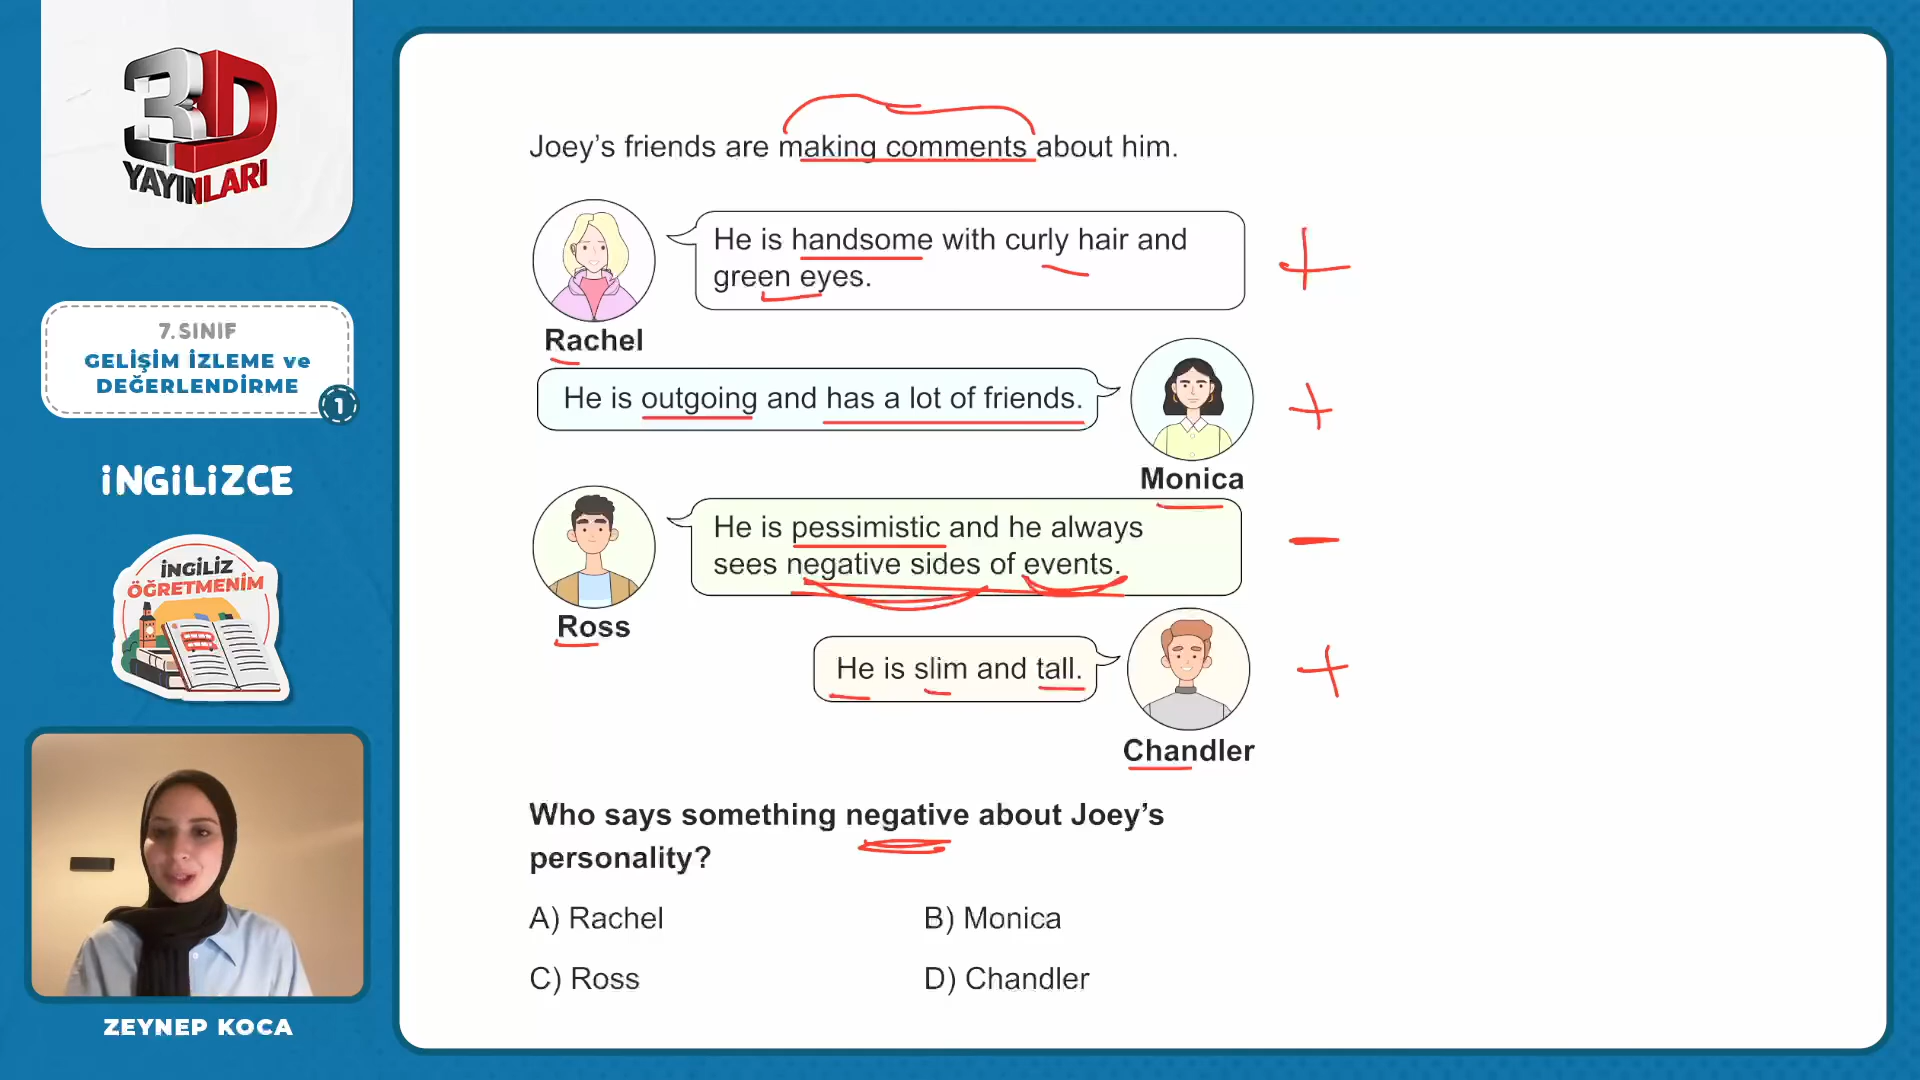 3D
YAYINLARI
7. SINIF
GELİŞİM İZLEME ve
DEĞERLENDİRME
1
İNGİLİZCE
İNGİLİZ
ÖĞRETMENİM
ZEYNEP KOCA
Joey's friends are making comments about him.
He is handsome with curly hair and
green eyes.
Rachel
He is outgoing and has a lot of friends.
Monica
He is pessimistic and he always
sees negative sides of events.
Ross
He is slim and tall.
Chandler
Who says something negative about Joey's
personality?
A) Rachel
B) Monica
C) Ross
D) Chandler